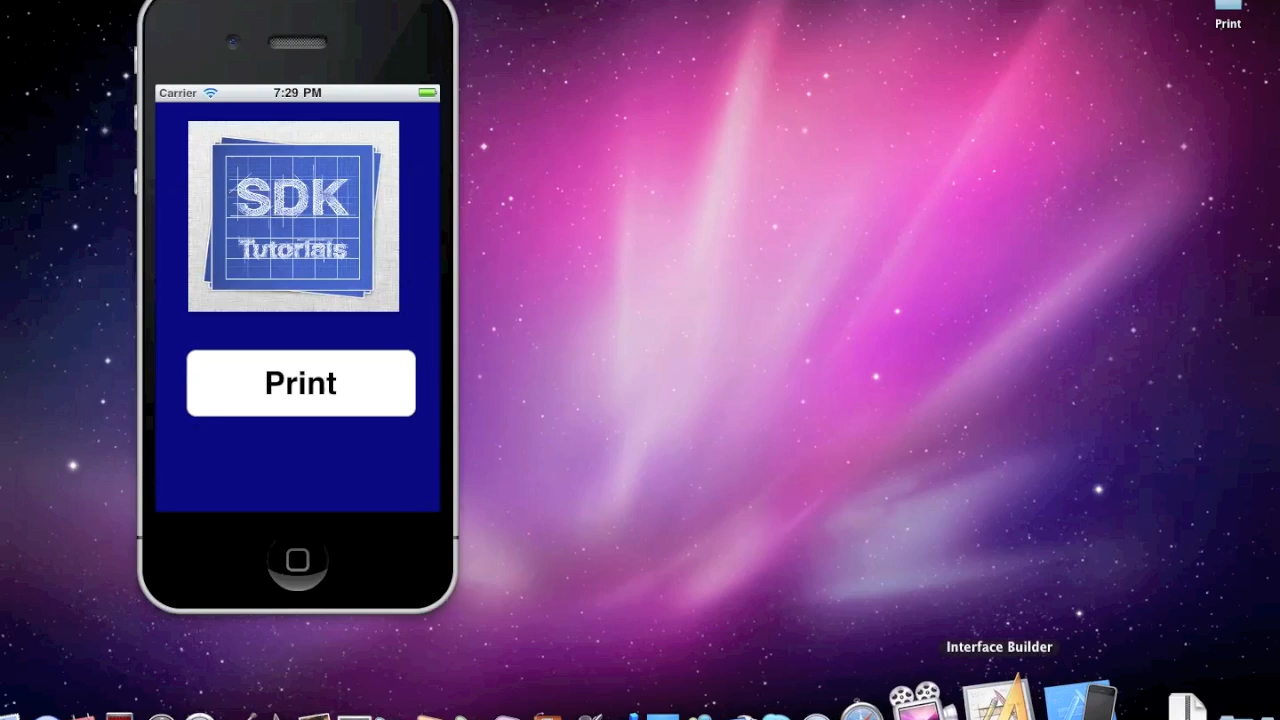 Print
Carrier 7:29 PM
SDK
Tutorials
Print
Interface Builder